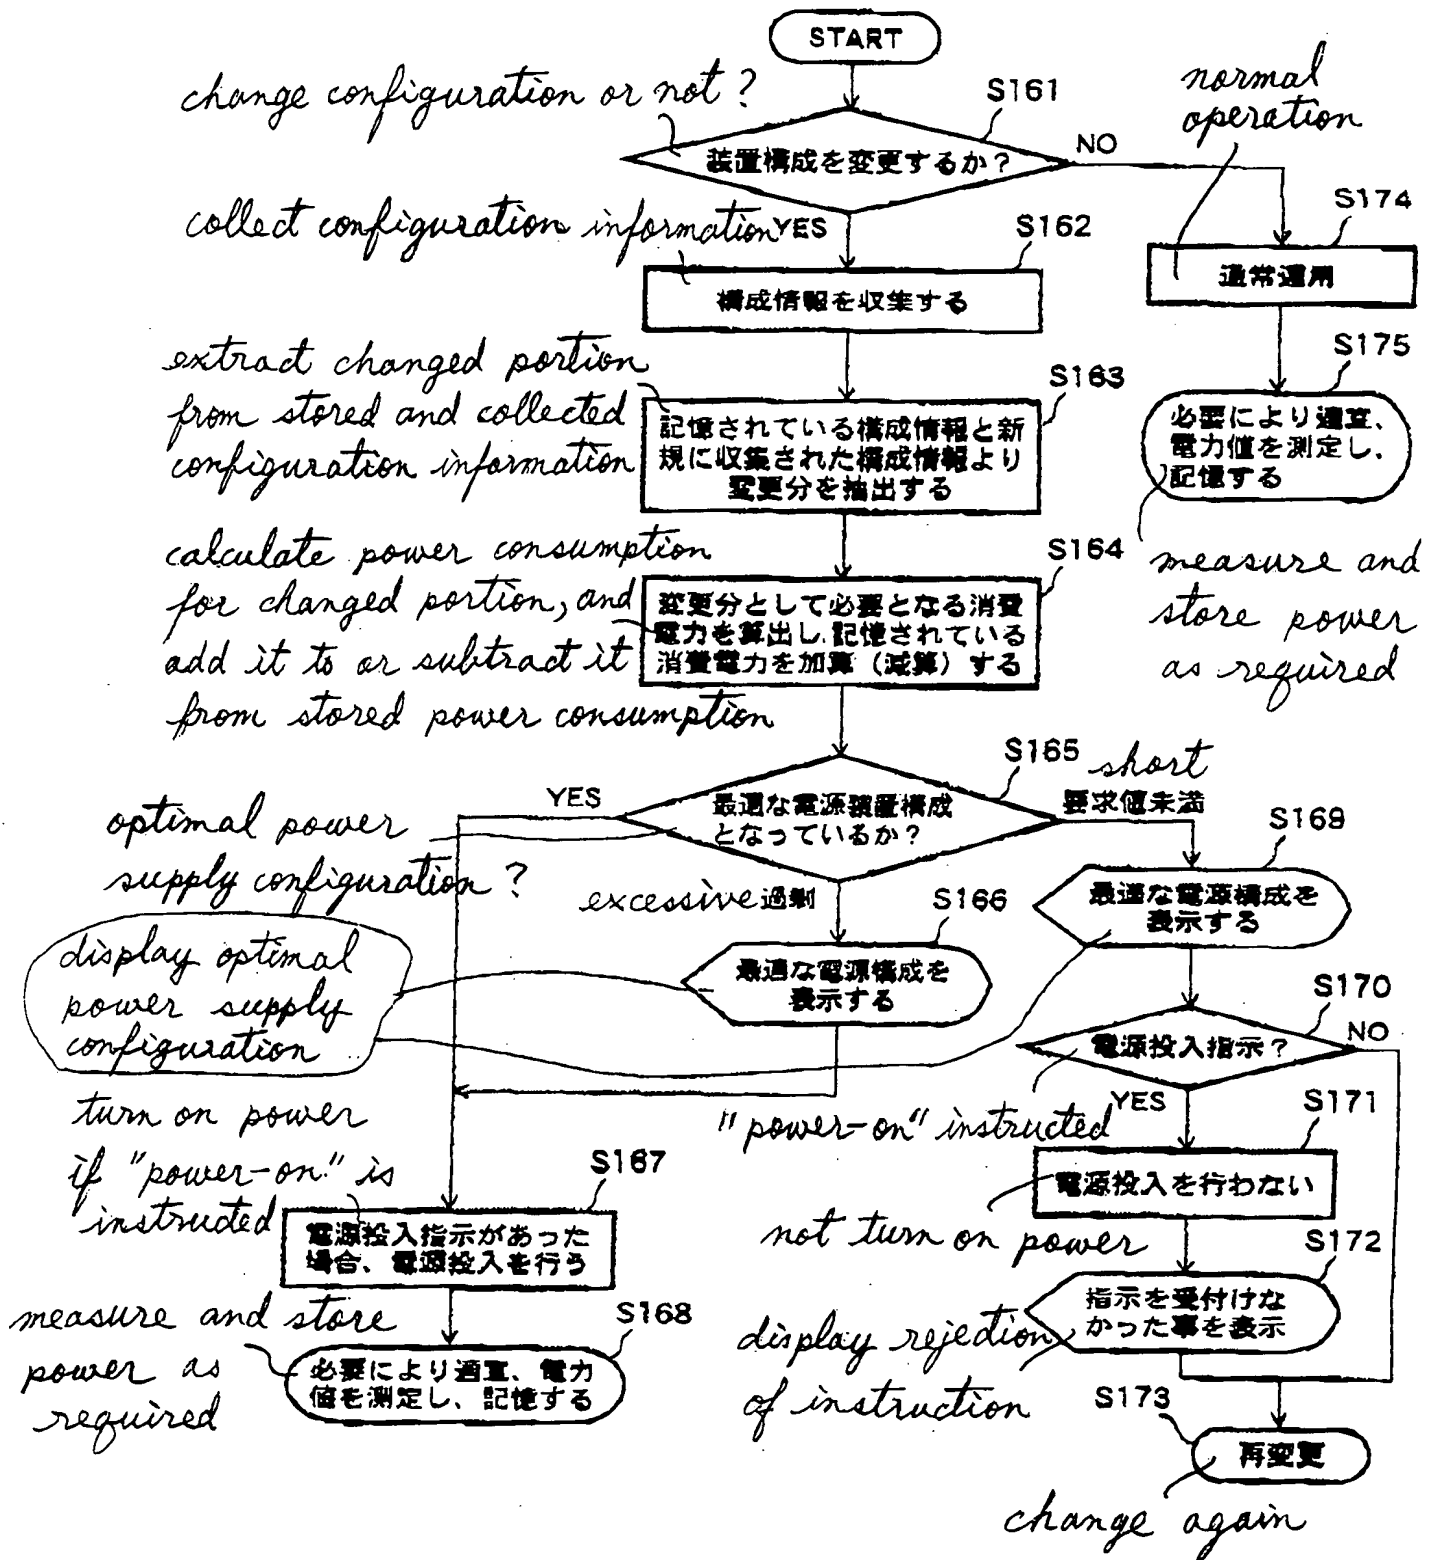 START
change configuration or not?
S161
normal
operation
装置構成を変更するか?
NO
collect configuration information
YES
S162
S174
構成情報を収集する
通常運用
extract changed portion
from stored and collected
configuration information
S163
S175
記憶されている構成情報と新
規に収集された構成情報より
変更分を抽出する
必要により適宜、
電力値を測定し、
記憶する
calculate power consumption
for changed portion, and
add it to or subtract it
from stored power consumption
S164
measure and
store power
as required
変更分として必要となる消費
電力を算出し、記憶されている
消費電力を加算(減算)する
S165
short
YES
最適な電源装置構成
となっているか?
要求値未満
optimal power
supply configuration?
S169
excessive
過剰
S166
最適な電源構成を
表示する
display optimal
power supply
configuration
最適な電源構成を
表示する
S170
電源投入指示?
NO
turn on power
if "power-on" is
instructed
"power-on" instructed
YES
S171
S167
電源投入を行わない
電源投入指示があった
場合、電源投入を行う
not turn on power
S172
measure and store
power as
required
S168
指示を受付けな
かった事を表示
必要により適宜、電力
値を測定し、記憶する
display rejection
of instruction
S173
再変更
change again